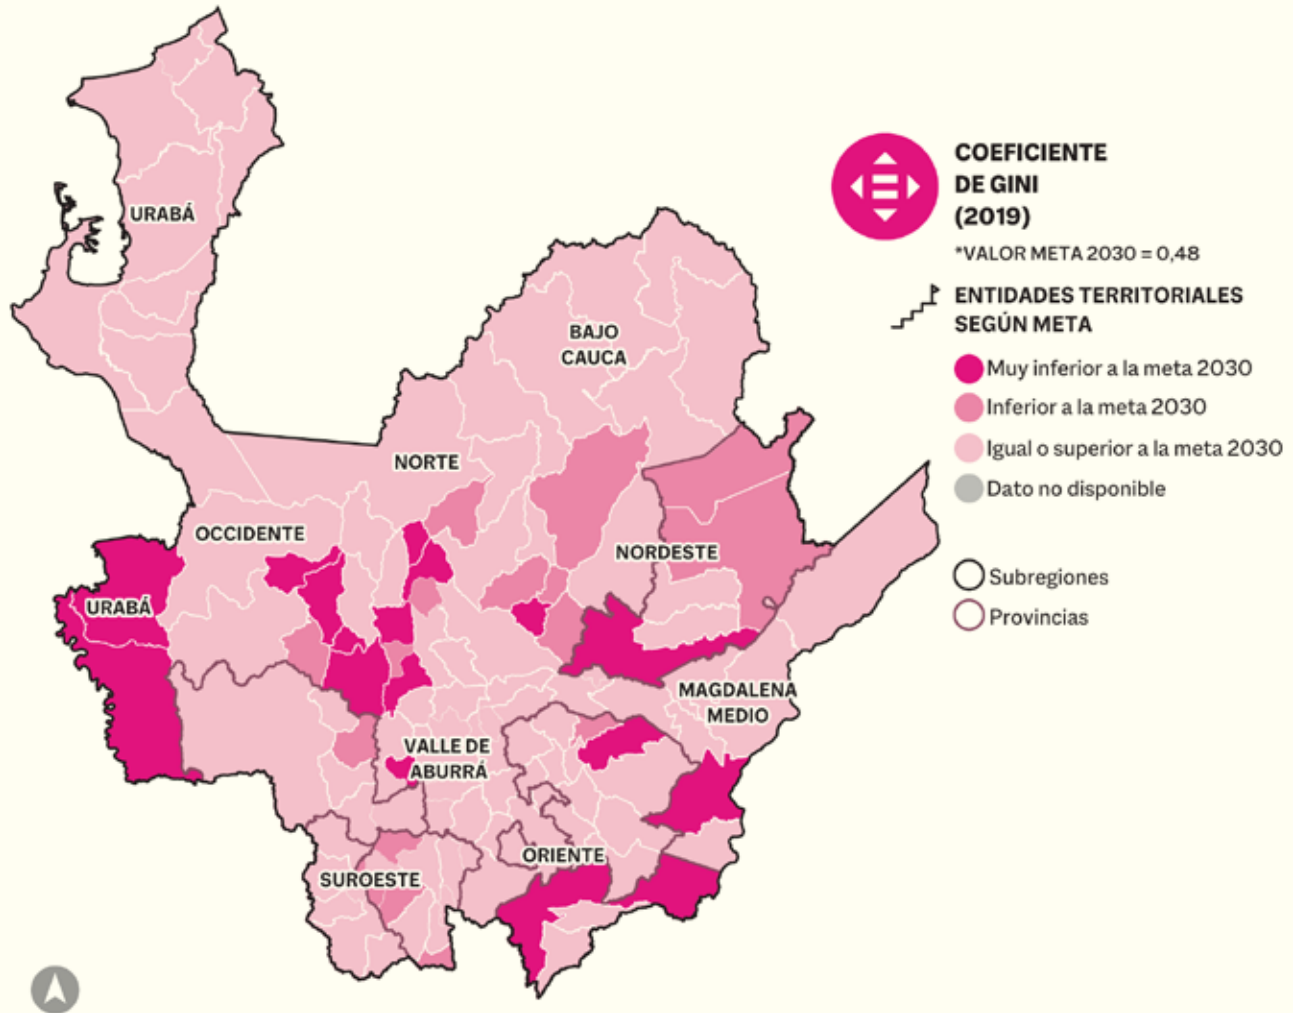 URABÁ
BAJO
CAUCA
NORTE
OCCIDENTE
NORDESTE
URABÁ
MAGDALENA
MEDIO
VALLE DE
ABURRÁ
ORIENTE
SUROESTE
COEFICIENTE
DE GINI
(2019)
*VALOR META 2030 = 0,48
ENTIDADES TERRITORIALES
SEGÚN META
Muy inferior a la meta 2030
Inferior a la meta 2030
Igual o superior a la meta 2030
Dato no disponible
Subregiones
Provincias